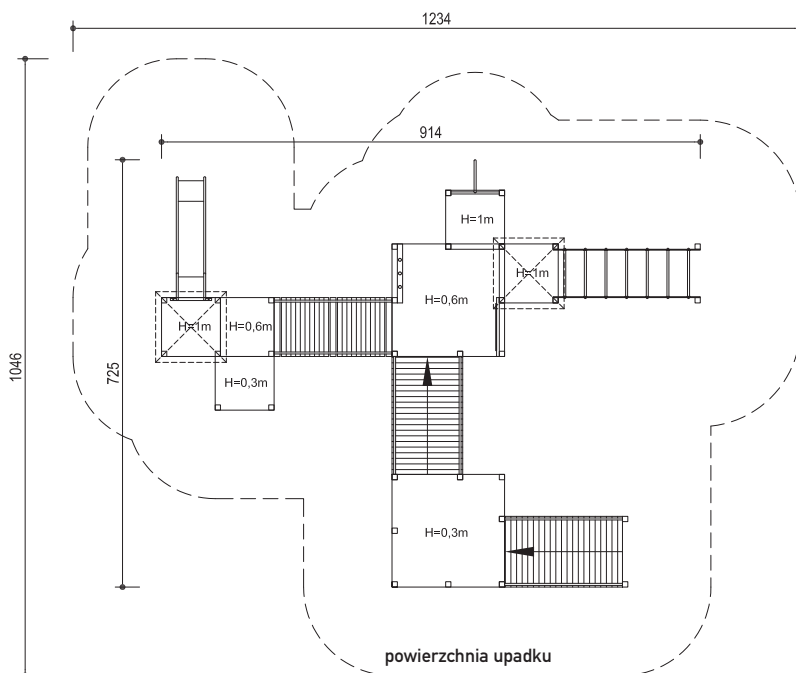 1234
914
H=1m
H=1m
H=0,6m
H=1m
H=0,6m
H=0,3m
1046
725
H=0,3m
powierzchnia upadku